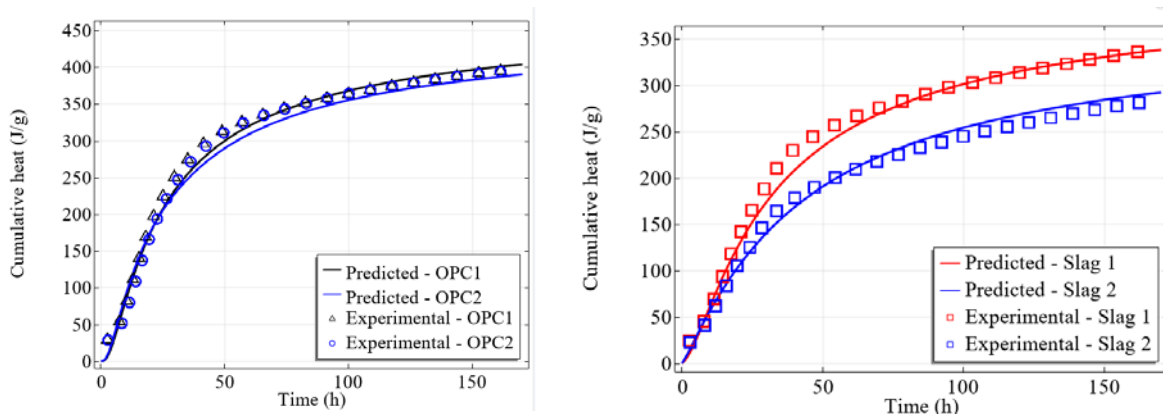 450
400
350
300
250
200
150
100
50
0
Cumulative heat (J/g)
0 50 100 150
Time (h)
Predicted - OPC1
Predicted - OPC2
Experimental - OPC1
Experimental - OPC2
350
300
250
200
150
100
50
0
Cumulative heat (J/g)
0 50 100 150
Time (h)
Predicted - Slag 1
Predicted - Slag 2
Experimental - Slag 1
Experimental - Slag 2